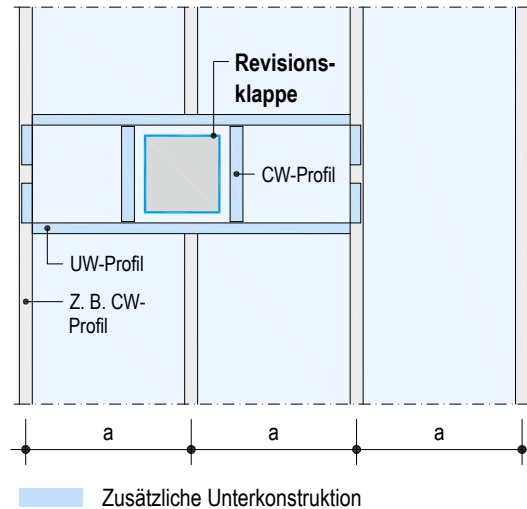 Revisions-
klappe
CW-Profil
UW-Profil
Z. B. CW-
Profil
a
a
a
Zusätzliche Unterkonstruktion